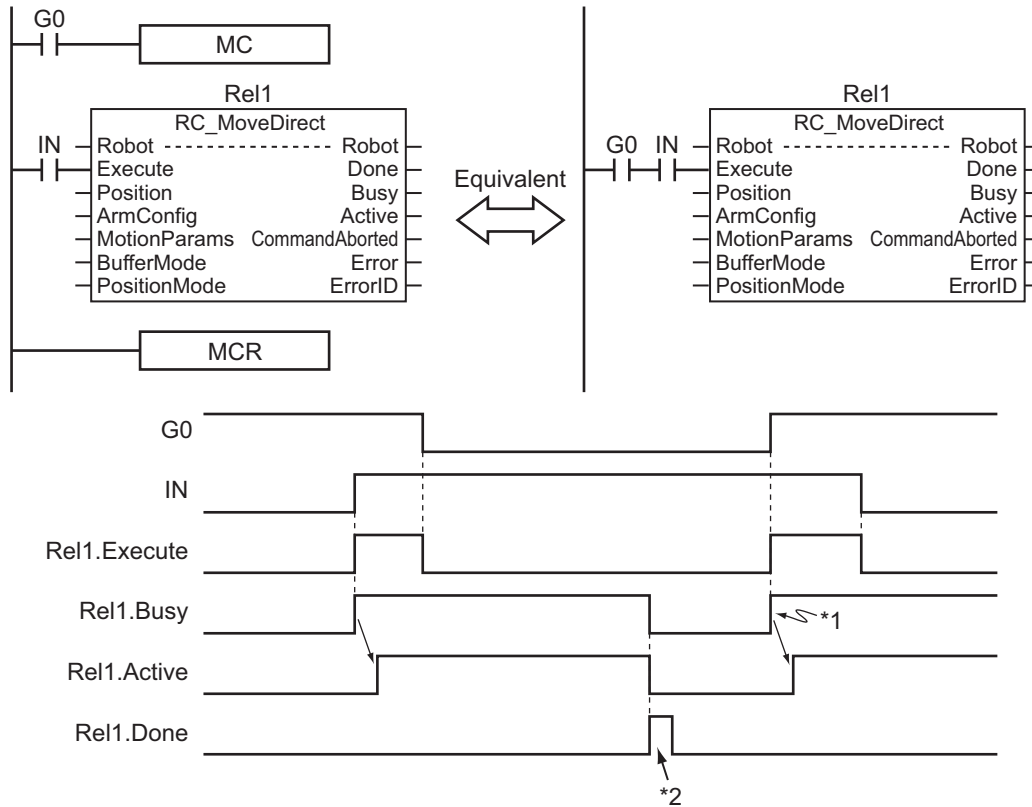 G0
MC
Rel1
RC_MoveDirect
IN
Robot Robot
Execute Done
Position Busy
ArmConfig Active
MotionParams CommandAborted
BufferMode Error
PositionMode ErrorID
MCR
Equivalent
Rel1
RC_MoveDirect
G0 IN
Robot Robot
Execute Done
Position Busy
ArmConfig Active
MotionParams CommandAborted
BufferMode Error
PositionMode ErrorID
G0
IN
Rel1.Execute
Rel1.Busy
*1
Rel1.Active
Rel1.Done
*2